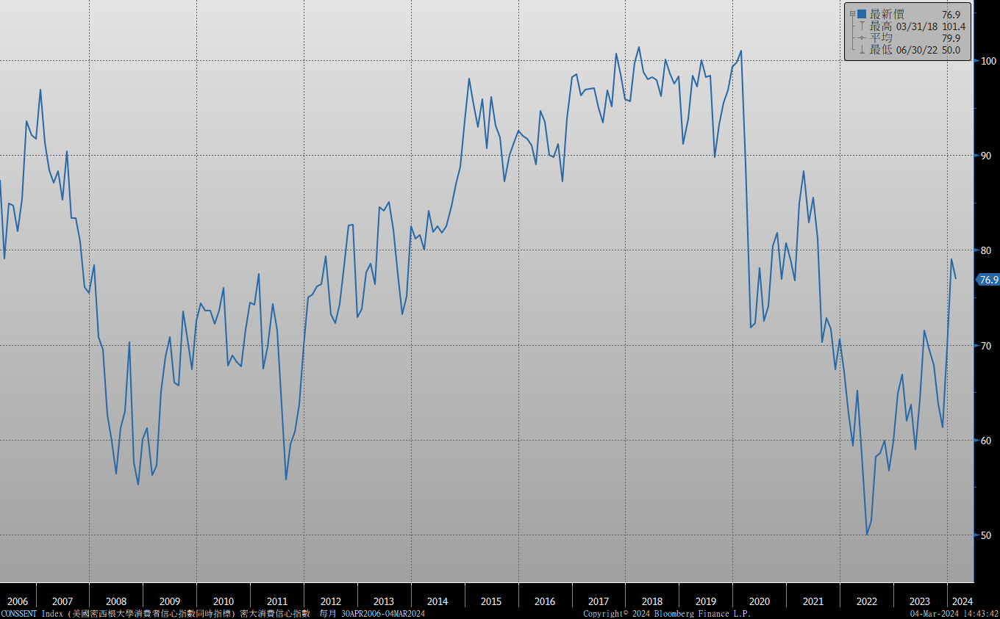 最新價 76.9
最高 03/31/18 101.4
平均 79.9
最低 06/30/22 50.0
100
90
80
76.9
70
60
50
2006 2007 2008 2009 2010 2011 2012 2013 2014 2015 2016 2017 2018 2019 2020 2021 2022 2023 2024
CONSSENT Index (美國密西根大學消費者信心指數同時指標) 密大消費信心指數 每月 30APR2006-04MAR2024 Copyright© 2024 Bloomberg Finance L.P. 04-Mar-2024 14:43:42